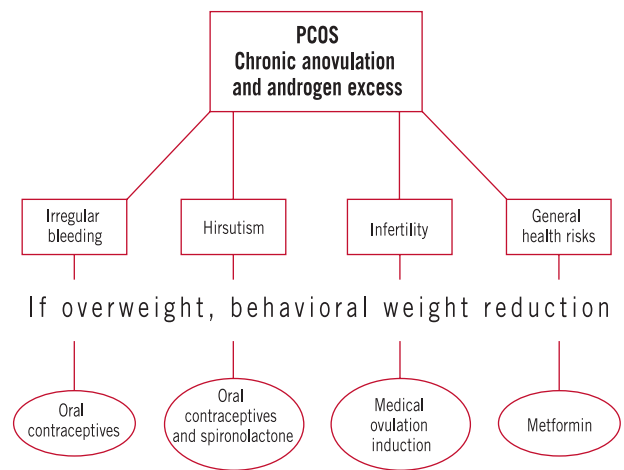 PCOS
Chronic anovulation
and androgen excess
Irregular
bleeding
Hirsutism
Infertility
General
health risks
If overweight, behavioral weight reduction
Oral
contraceptives
Oral
contraceptives
and spironolactone
Medical
ovulation
induction
Metformin